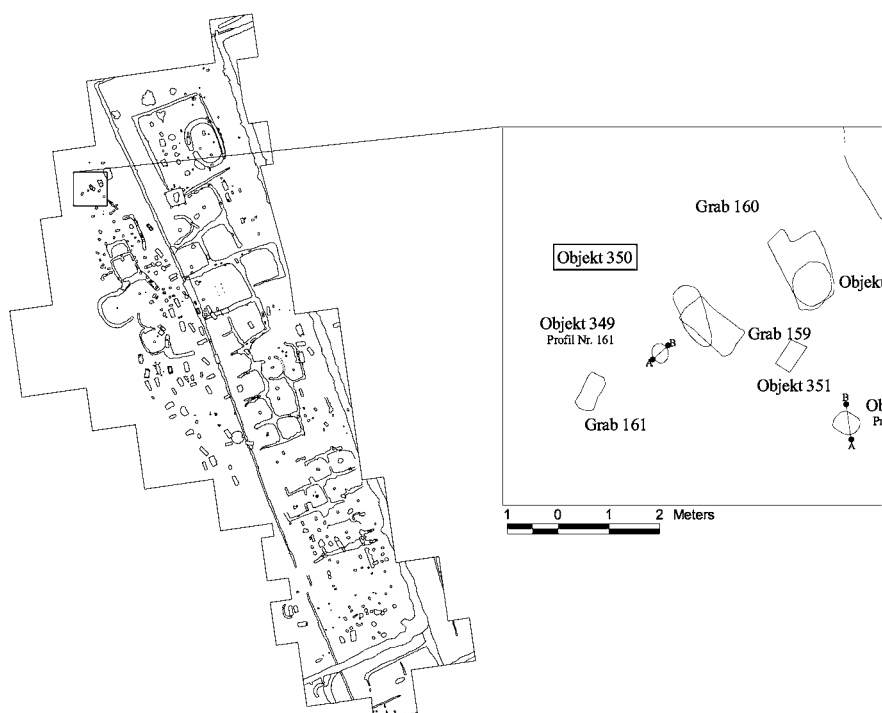 Grab 160
Objekt 350
Objekt
Objekt 349
Profil Nr. 161
Grab 159
B
A
Objekt 351
B
Grab 161
A
1 0 1 2 Meters